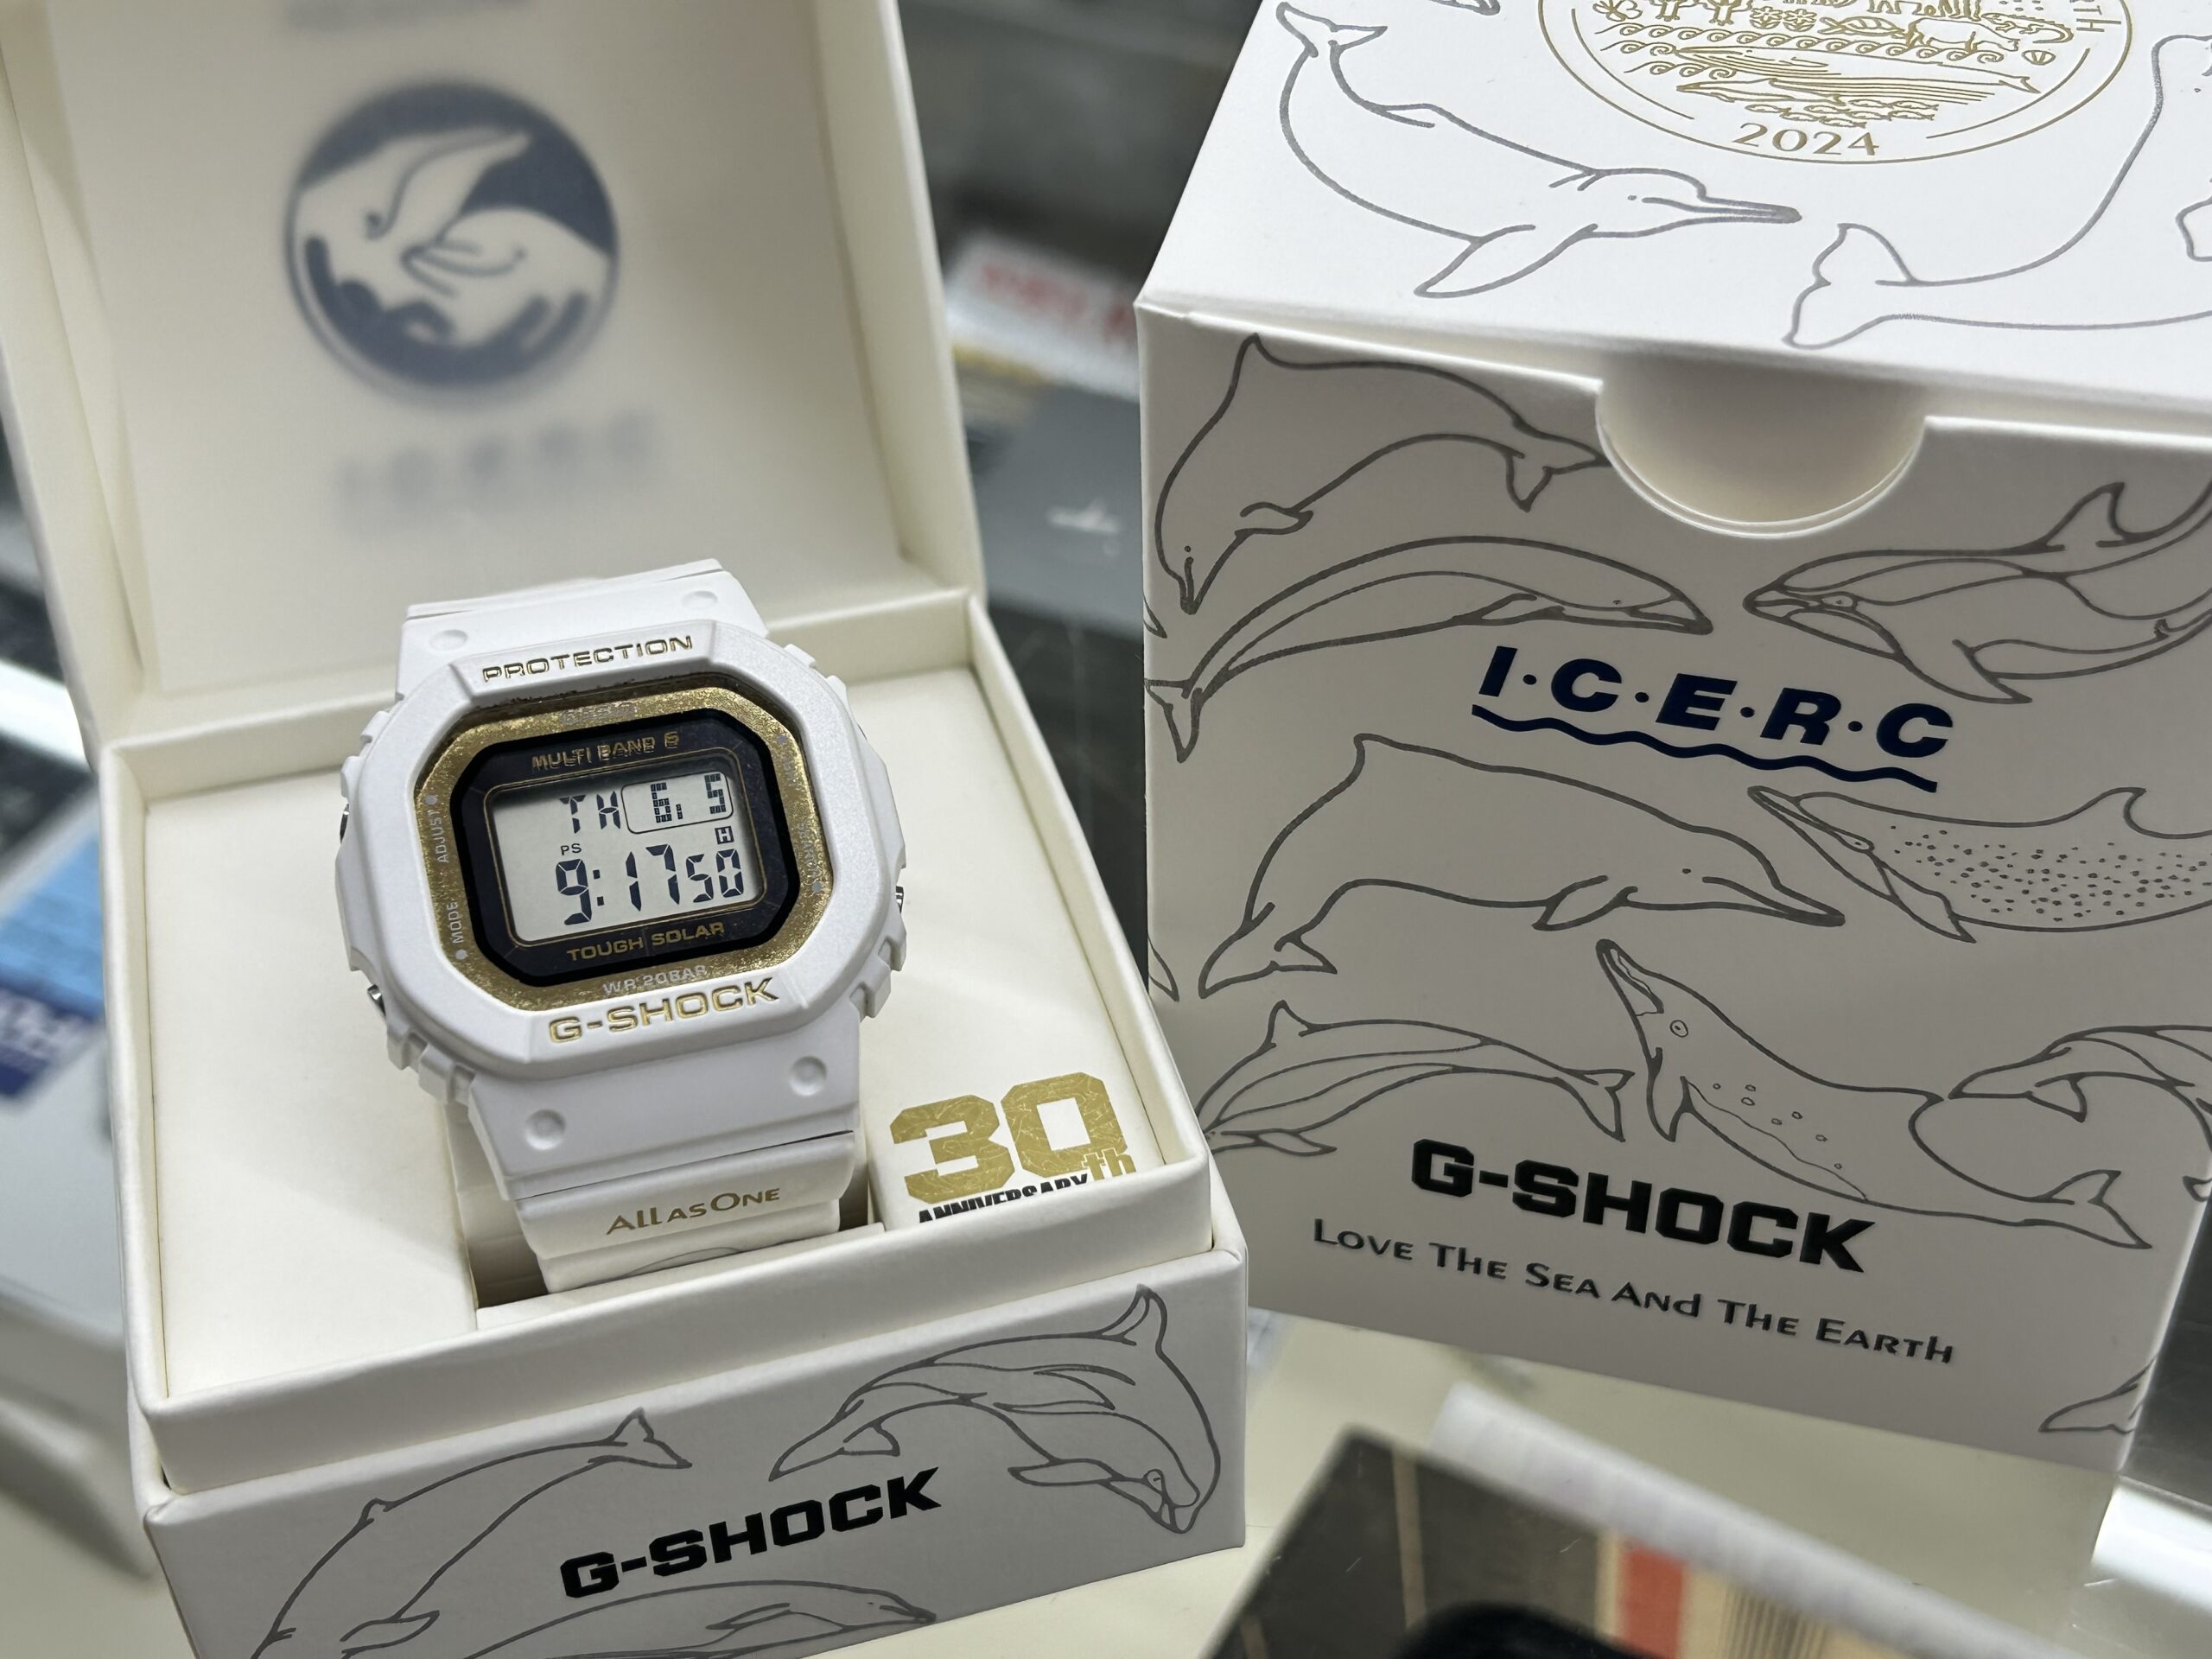 PROTECTION
CASIO
MULTI BAND 6
TH 6. 5
H
PS
9:17 50
ADJUST
MODE
TOUGH SOLAR
WR 20BAR
G-SHOCK
ALL AS ONE
30th
ANNIVERSARY
G-SHOCK
2024
I·C·E·R·C
G-SHOCK
LOVE THE SEA AND THE EARTH